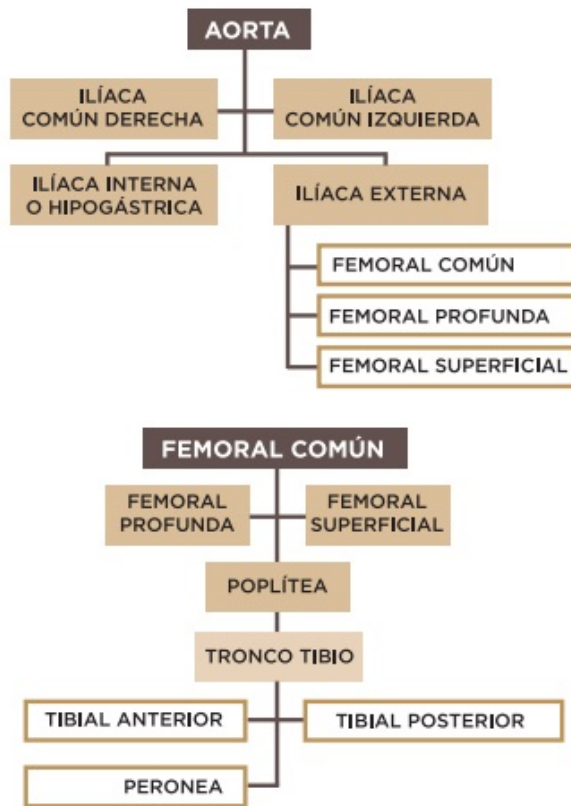 AORTA
ILÍACA
COMÚN DERECHA
ILÍACA
COMÚN IZQUIERDA
ILÍACA INTERNA
O HIPOGÁSTRICA
ILÍACA EXTERNA
FEMORAL COMÚN
FEMORAL PROFUNDA
FEMORAL SUPERFICIAL
FEMORAL COMÚN
FEMORAL
PROFUNDA
FEMORAL
SUPERFICIAL
POPLÍTEA
TRONCO TIBIO
TIBIAL ANTERIOR
TIBIAL POSTERIOR
PERONEA